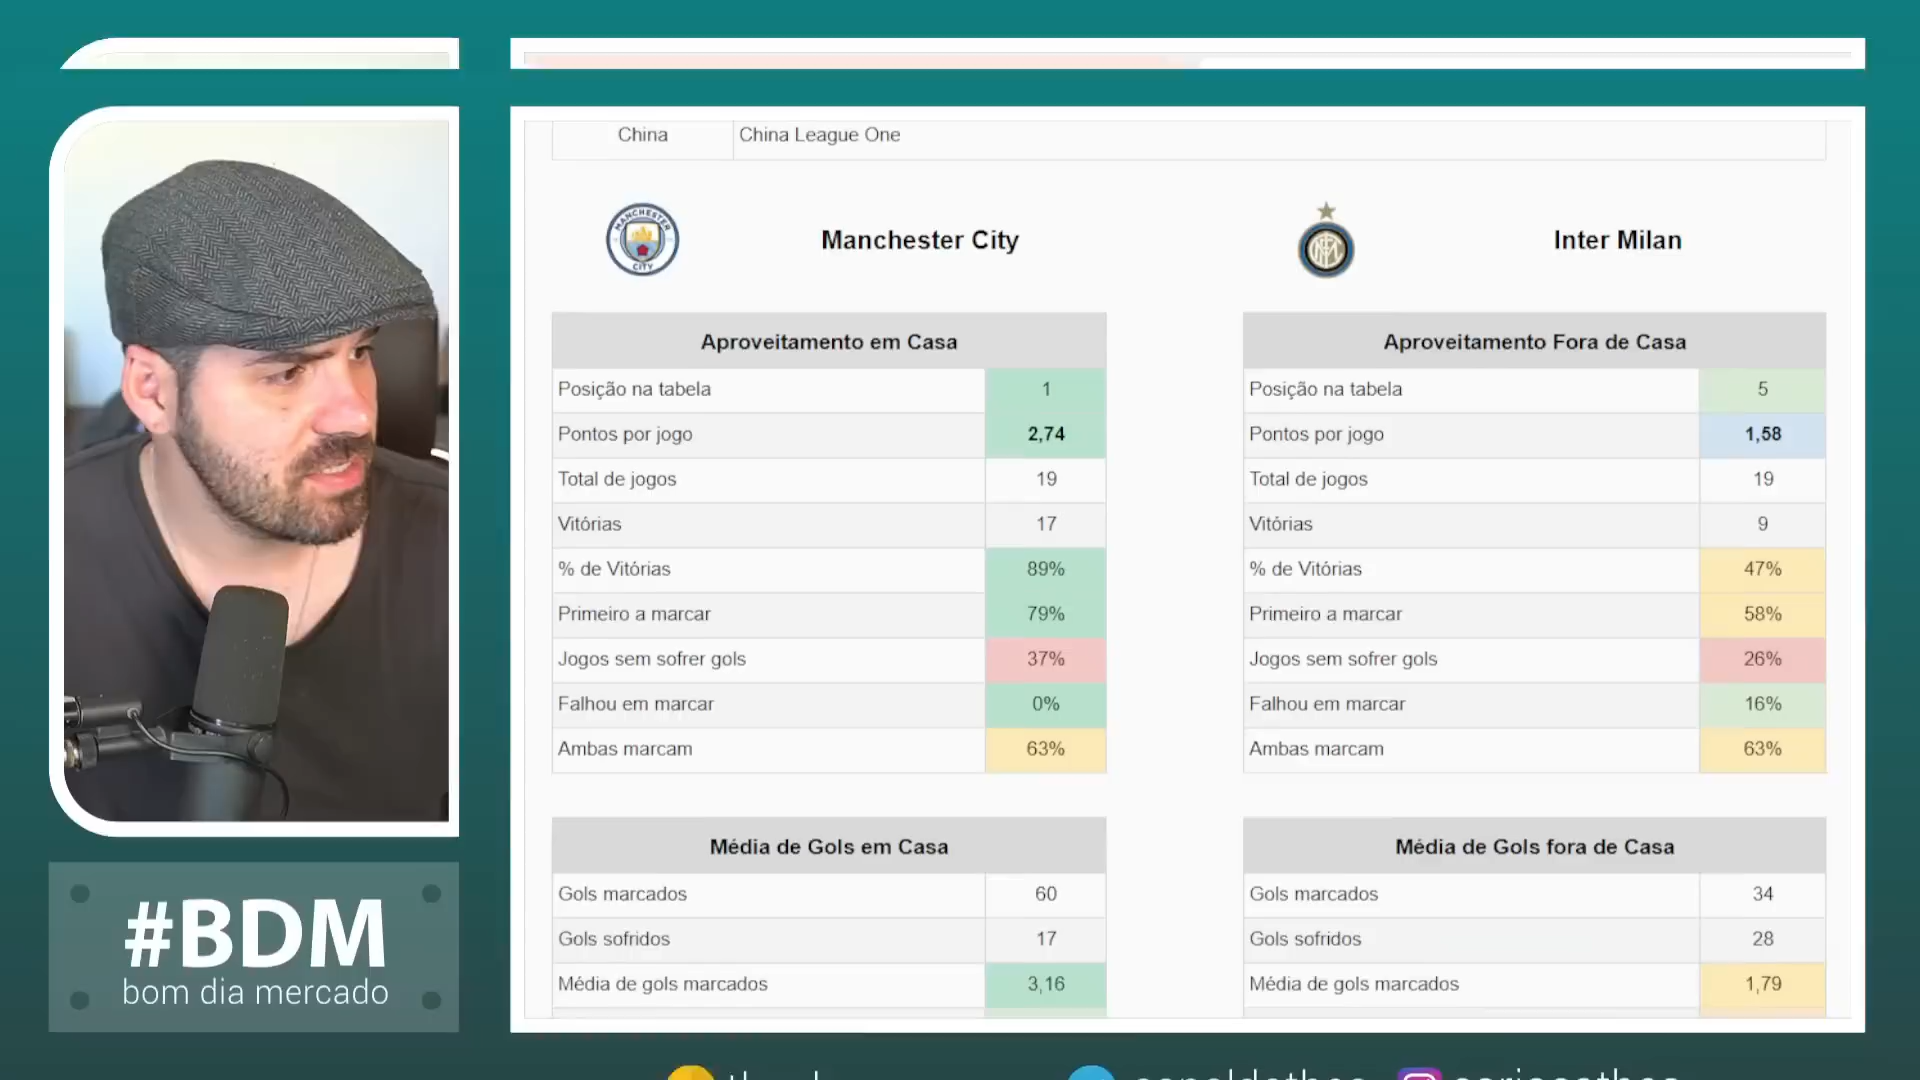 China China League One
MANCHESTER
CITY
Manchester City
Inter Milan
Aproveitamento em Casa
Posição na tabela 1
Pontos por jogo 2,74
Total de jogos 19
Vitórias 17
% de Vitórias 89%
Primeiro a marcar 79%
Jogos sem sofrer gols 37%
Falhou em marcar 0%
Ambas marcam 63%
Aproveitamento Fora de Casa
Posição na tabela 5
Pontos por jogo 1,58
Total de jogos 19
Vitórias 9
% de Vitórias 47%
Primeiro a marcar 58%
Jogos sem sofrer gols 26%
Falhou em marcar 16%
Ambas marcam 63%
Média de Gols em Casa
Gols marcados 60
Gols sofridos 17
Média de gols marcados 3,16
Média de Gols fora de Casa
Gols marcados 34
Gols sofridos 28
Média de gols marcados 1,79
#BDM
bom dia mercado